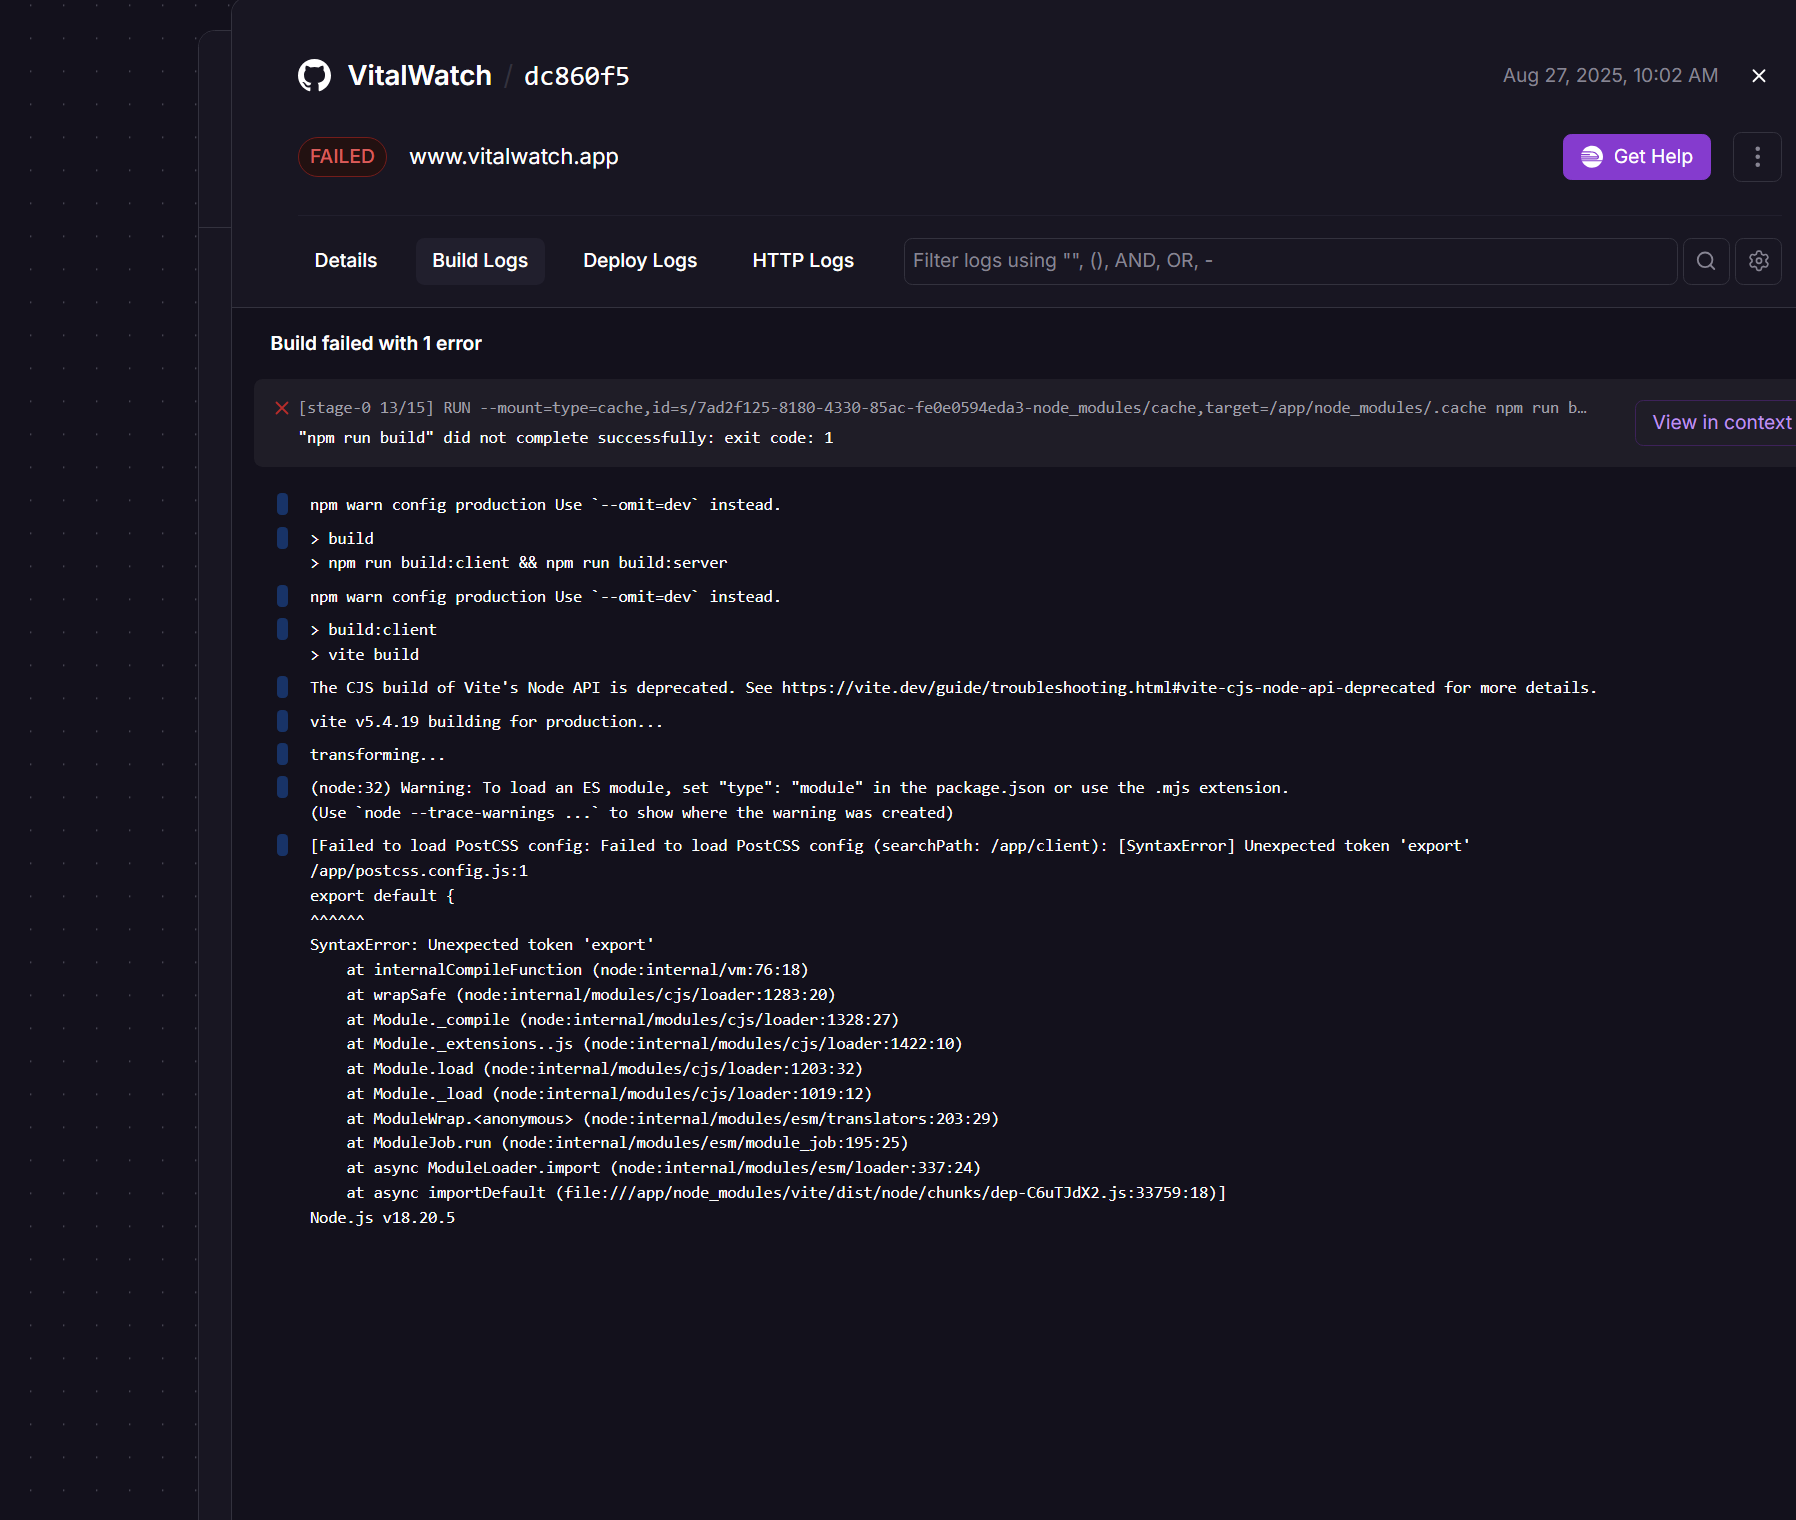 VitalWatch / dc860f5
Aug 27, 2025, 10:02 AM
FAILED www.vitalwatch.app
Get Help
Details Build Logs Deploy Logs HTTP Logs
Filter logs using "", (), AND, OR, -
Build failed with 1 error
[stage-0 13/15] RUN --mount=type=cache,id=s/7ad2f125-8180-4330-85ac-fe0e0594eda3-node_modules/cache,target=/app/node_modules/.cache npm run b…
"npm run build" did not complete successfully: exit code: 1
View in context
npm warn config production Use `--omit=dev` instead.
> build
> npm run build:client && npm run build:server
npm warn config production Use `--omit=dev` instead.
> build:client
> vite build
The CJS build of Vite's Node API is deprecated. See https://vite.dev/guide/troubleshooting.html#vite-cjs-node-api-deprecated for more details.
vite v5.4.19 building for production...
transforming...
(node:32) Warning: To load an ES module, set "type": "module" in the package.json or use the .mjs extension.
(Use `node --trace-warnings ...` to show where the warning was created)
[Failed to load PostCSS config: Failed to load PostCSS config (searchPath: /app/client): [SyntaxError] Unexpected token 'export'
/app/postcss.config.js:1
export default {
^^^^^^
SyntaxError: Unexpected token 'export'
at internalCompileFunction (node:internal/vm:76:18)
at wrapSafe (node:internal/modules/cjs/loader:1283:20)
at Module._compile (node:internal/modules/cjs/loader:1328:27)
at Module._extensions..js (node:internal/modules/cjs/loader:1422:10)
at Module.load (node:internal/modules/cjs/loader:1203:32)
at Module._load (node:internal/modules/cjs/loader:1019:12)
at ModuleWrap.<anonymous> (node:internal/modules/esm/translators:203:29)
at ModuleJob.run (node:internal/modules/esm/module_job:195:25)
at async ModuleLoader.import (node:internal/modules/esm/loader:337:24)
at async importDefault (file:///app/node_modules/vite/dist/node/chunks/dep-C6uTJdX2.js:33759:18)]
Node.js v18.20.5